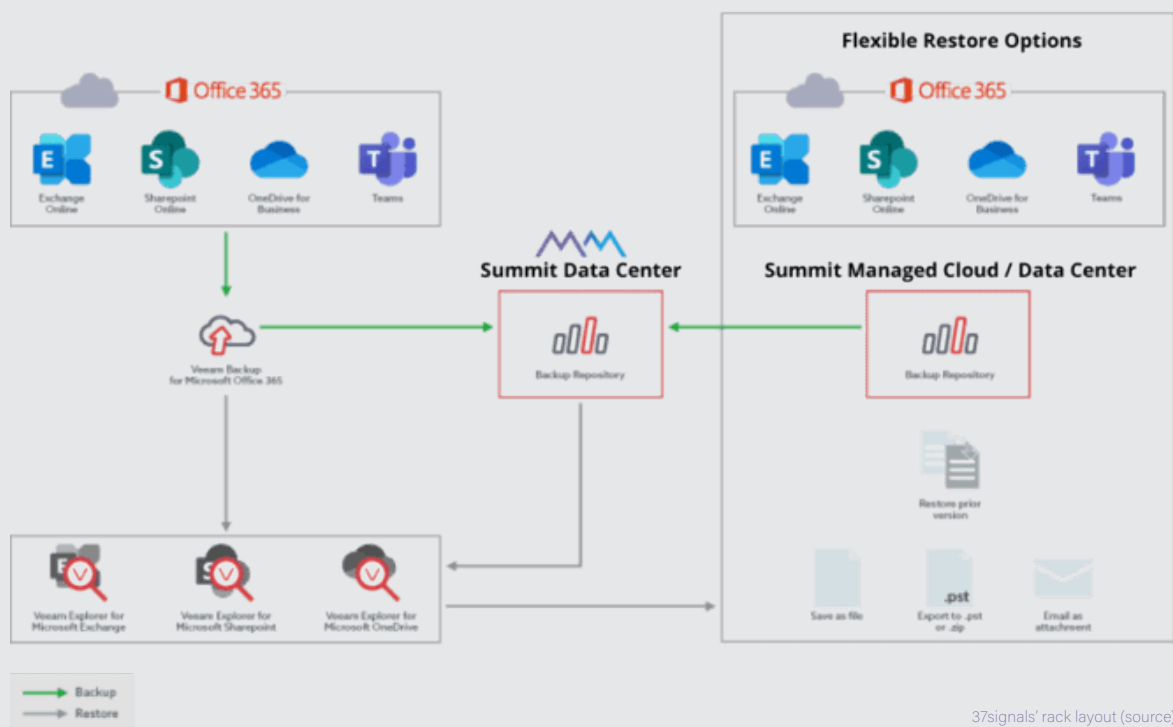 Flexible Restore Options
Office 365
Office 365
E
S
T
E
S
T
Exchange
Online
Sharepoint
Online
OneDrive for
Business
Teams
Exchange
Online
Sharepoint
Online
OneDrive for
Business
Teams
Summit Data Center
Summit Managed Cloud / Data Center
Veeam Backup
for Microsoft Office 365
Backup Repository
Backup Repository
Restore prior
version
E
S
.pst
Veeam Explorer for
Microsoft Exchange
Veeam Explorer for
Microsoft Sharepoint
Veeam Explorer for
Microsoft OneDrive
Save as file
Export to .pst
or .zip
Email as
attachment
Backup
Restore
37signals' rack layout (source